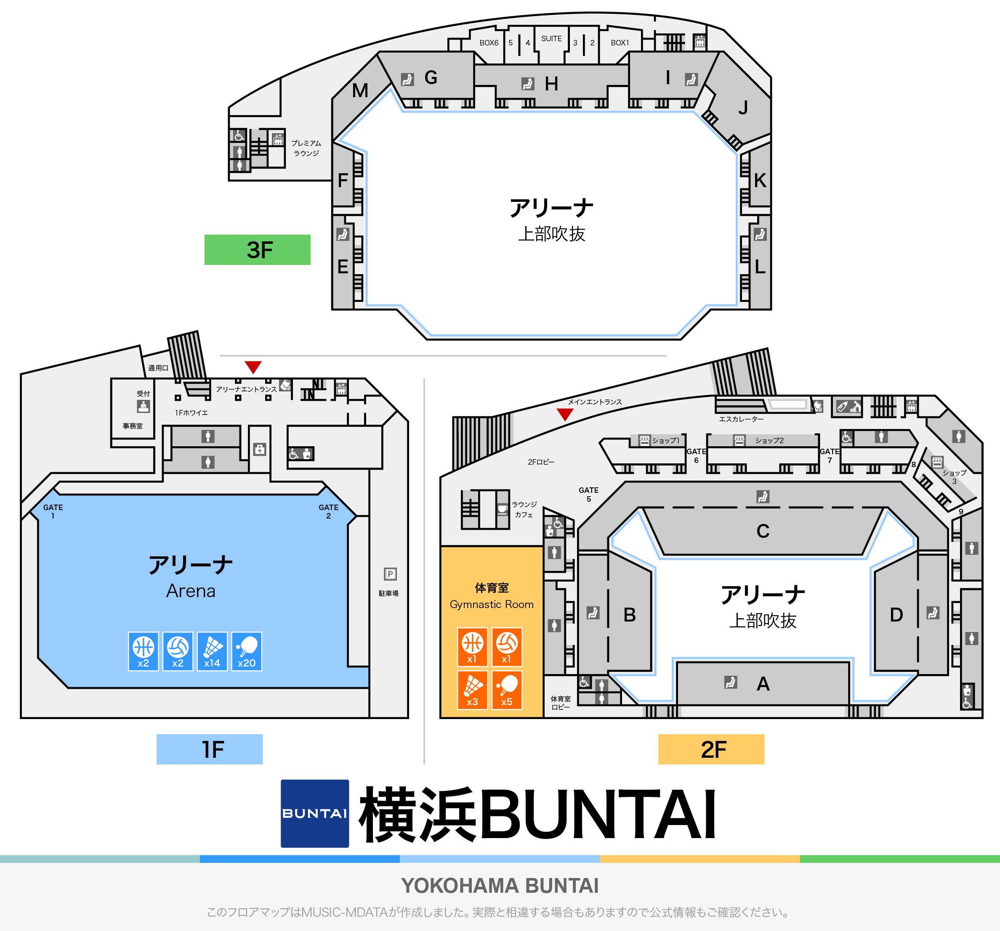 BOX6
5
4
SUITE
3
2
BOX1
G
H
I
M
J
プレミアム
ラウンジ
F
K
アリーナ
上部吹抜
3F
E
L
通用口
受付
アリーナエントランス
1Fホワイエ
事務室
GATE
1
GATE
2
アリーナ
Arena
P
駐車場
x2
x2
x14
x20
1F
メインエントランス
エスカレーター
ショップ1
ショップ2
GATE
6
GATE
7
8
2Fロビー
ショップ
3
GATE
5
ラウンジ
カフェ
9
C
体育室
Gymnastic Room
アリーナ
上部吹抜
B
D
x1
x1
x3
x5
A
体育室
ロビー
2F
BUNTAI
横浜BUNTAI
YOKOHAMA BUNTAI
このフロアマップはMUSIC-MDATAが作成しました。実際と相違する場合もありますので公式情報もご確認ください。